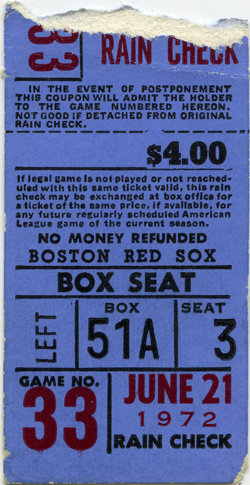 33 RAIN CHECK
IN THE EVENT OF POSTPONEMENT
THIS COUPON WILL ADMIT THE HOLDER
TO THE GAME NUMBERED HEREON.
NOT GOOD IF DETACHED FROM ORIGINAL
RAIN CHECK.
$4.00
If legal game is not played or not resched-
uled with this same ticket valid, this rain
check may be exchanged at box office for
a ticket of the same price, if available, for
any future regularly scheduled American
League game of the current season.
NO MONEY REFUNDED
BOSTON RED SOX
BOX SEAT
LEFT
BOX SEAT
51A 3
GAME NO.
33
JUNE 21
1972
RAIN CHECK